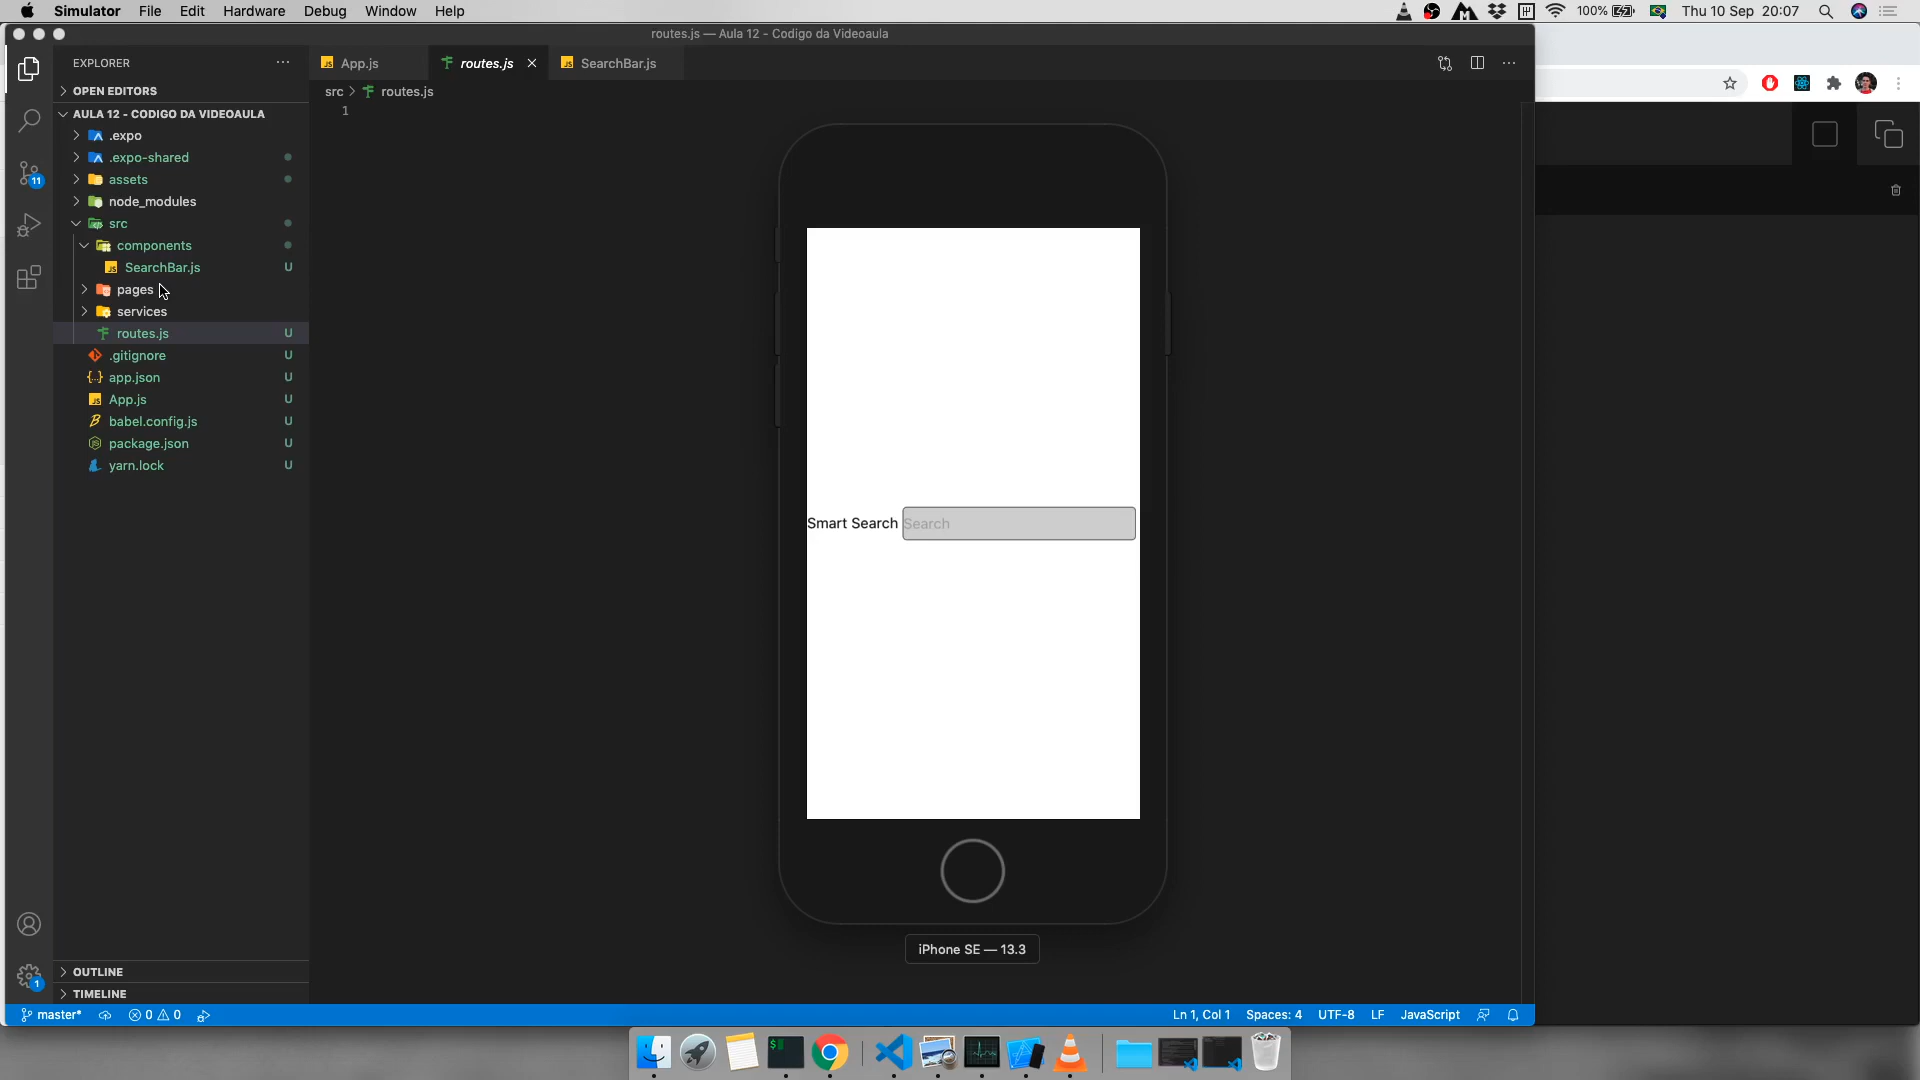 Simulator File Edit Hardware Debug Window Help
100% Thu 10 Sep 20:07
routes.js — Aula 12 - Codigo da Videoaula
EXPLORER
App.js
routes.js
SearchBar.js
OPEN EDITORS
src > routes.js
AULA 12 - CODIGO DA VIDEOAULA
1
.expo
.expo-shared
assets
node_modules
src
components
SearchBar.js U
pages
services
routes.js U
.gitignore U
app.json U
App.js U
babel.config.js U
package.json U
yarn.lock U
11
Smart Search Search
iPhone SE — 13.3
OUTLINE
1
TIMELINE
master* 0 0
Ln 1, Col 1 Spaces: 4 UTF-8 LF JavaScript